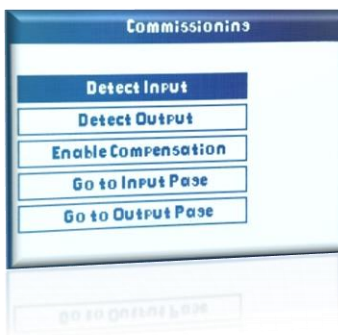 Commissioning
Detect Input
Detect Output
Enable Compensation
Go to Input Page
Go to Output Page